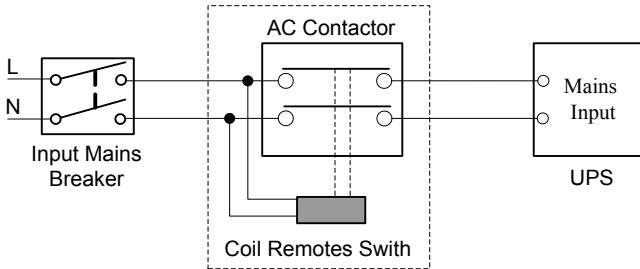 AC Contactor
L
N
Mains
Input
Input Mains
Breaker
UPS
Coil Remotes Swith